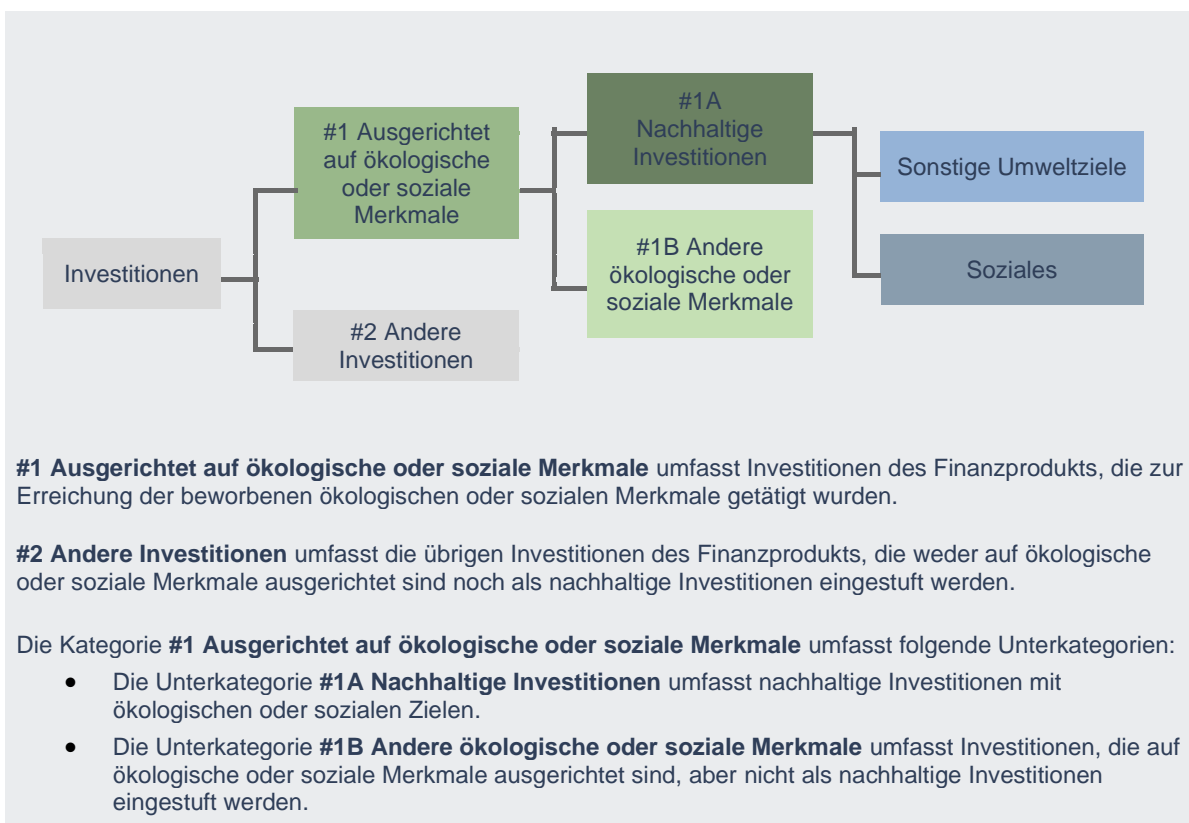 #1 Ausgerichtet
auf ökologische
oder soziale
Merkmale
#1A
Nachhaltige
Investitionen
Sonstige Umweltziele
Investitionen
#1B Andere
ökologische oder
soziale Merkmale
Soziales
#2 Andere
Investitionen
#1 Ausgerichtet auf ökologische oder soziale Merkmale umfasst Investitionen des Finanzprodukts, die zur
Erreichung der beworbenen ökologischen oder sozialen Merkmale getätigt wurden.
#2 Andere Investitionen umfasst die übrigen Investitionen des Finanzprodukts, die weder auf ökologische
oder soziale Merkmale ausgerichtet sind noch als nachhaltige Investitionen eingestuft werden.
Die Kategorie #1 Ausgerichtet auf ökologische oder soziale Merkmale umfasst folgende Unterkategorien:
• Die Unterkategorie #1A Nachhaltige Investitionen umfasst nachhaltige Investitionen mit
ökologischen oder sozialen Zielen.
• Die Unterkategorie #1B Andere ökologische oder soziale Merkmale umfasst Investitionen, die auf
ökologische oder soziale Merkmale ausgerichtet sind, aber nicht als nachhaltige Investitionen
eingestuft werden.